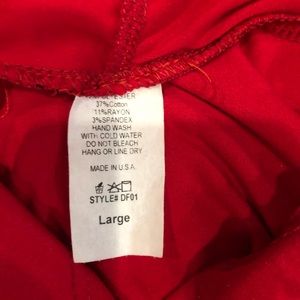 37%Cotton
11%RAYON
3%SPANDEX
HAND WASH
WITH COLD WATER
DO NOT BLEACH
HANG OR LINE DRY
MADE IN U.S.A.
STYLE# DF01
Large